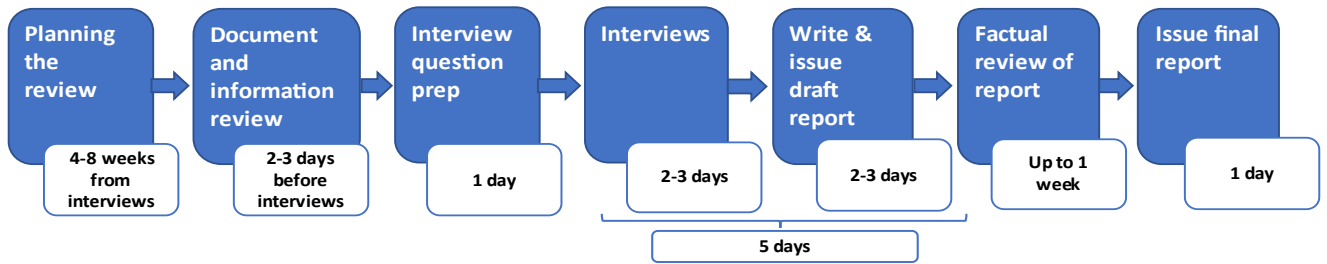 Planning
the
review
4-8 weeks
from
interviews
Document
and
information
review
2-3 days
before
interviews
Interview
question
prep
1 day
Interviews
2-3 days
Write &
issue
draft
report
2-3 days
5 days
Factual
review of
report
Up to 1
week
Issue final
report
1 day